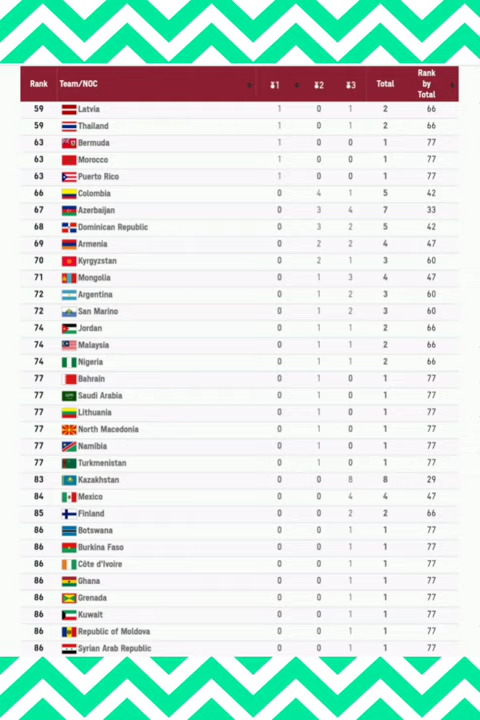 Rank Team/NOC 1 2 3 Total Rank by Total
59 Latvia 1 0 1 2 66
59 Thailand 1 0 1 2 66
63 Bermuda 1 0 0 1 77
63 Morocco 1 0 0 1 77
63 Puerto Rico 1 0 0 1 77
66 Colombia 0 4 1 5 42
67 Azerbaijan 0 3 4 7 33
68 Dominican Republic 0 3 2 5 42
69 Armenia 0 2 2 4 47
70 Kyrgyzstan 0 2 1 3 60
71 Mongolia 0 1 3 4 47
72 Argentina 0 1 2 3 60
72 San Marino 0 1 2 3 60
74 Jordan 0 1 1 2 66
74 Malaysia 0 1 1 2 66
74 Nigeria 0 1 1 2 66
77 Bahrain 0 1 0 1 77
77 Saudi Arabia 0 1 0 1 77
77 Lithuania 0 1 0 1 77
77 North Macedonia 0 1 0 1 77
77 Namibia 0 1 0 1 77
77 Turkmenistan 0 1 0 1 77
83 Kazakhstan 0 0 8 8 29
84 Mexico 0 0 4 4 47
85 Finland 0 0 2 2 66
86 Botswana 0 0 1 1 77
86 Burkina Faso 0 0 1 1 77
86 Côte d'Ivoire 0 0 1 1 77
86 Ghana 0 0 1 1 77
86 Grenada 0 0 1 1 77
86 Kuwait 0 0 1 1 77
86 Republic of Moldova 0 0 1 1 77
86 Syrian Arab Republic 0 0 1 1 77